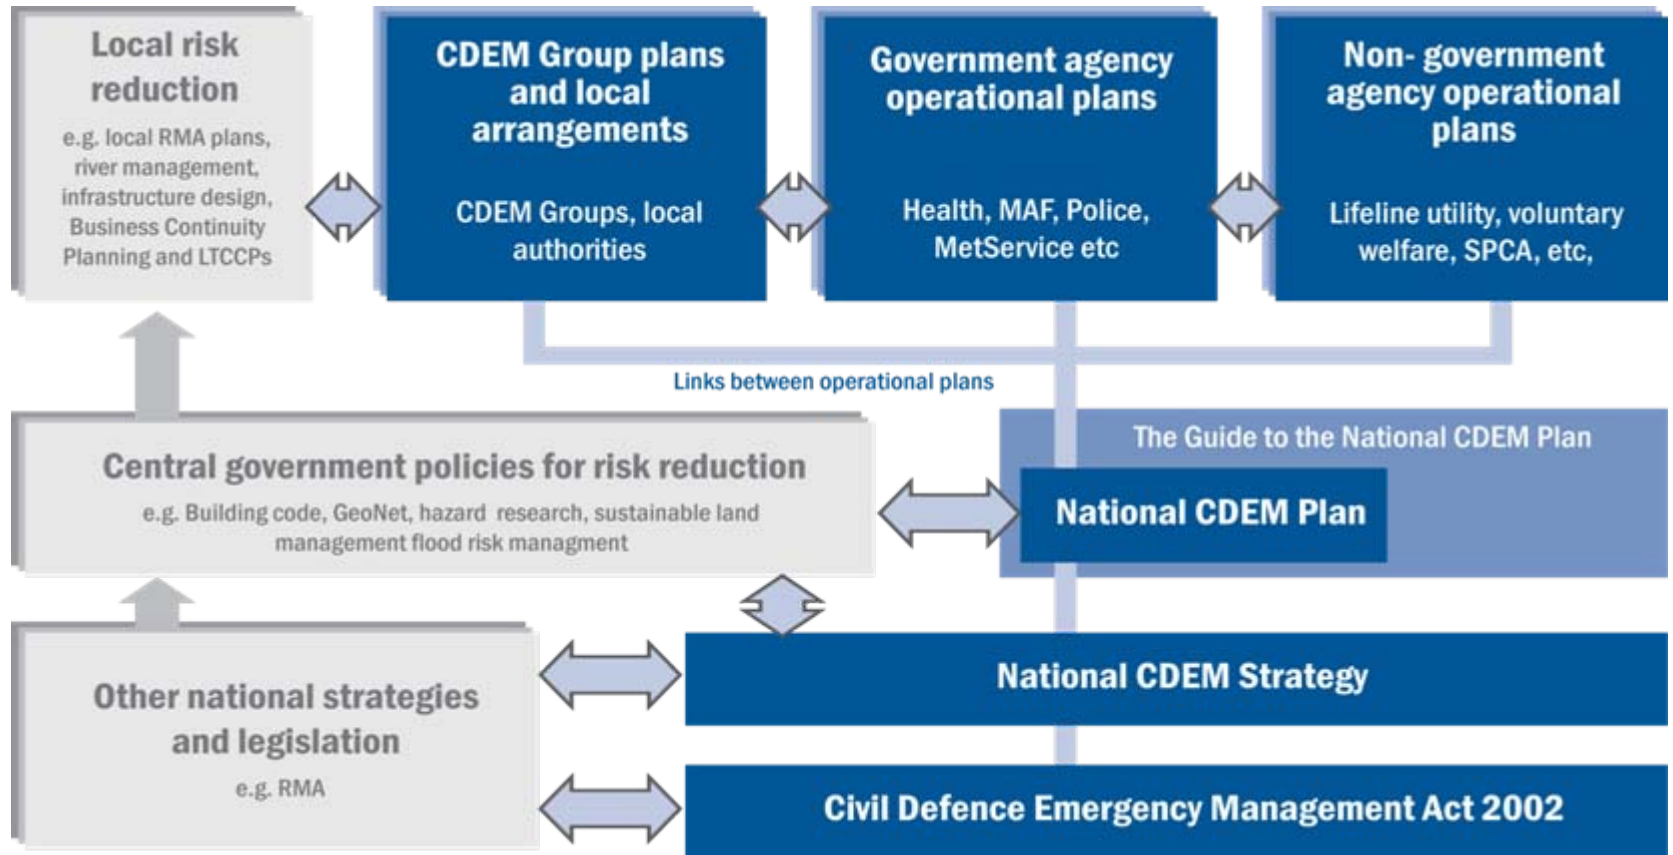 Local risk
reduction
e.g. local RMA plans,
river management,
infrastructure design,
Business Continuity
Planning and LTCCPs
CDEM Group plans
and local
arrangements
CDEM Groups, local
authorities
Government agency
operational plans
Health, MAF, Police,
MetService etc
Non- government
agency operational
plans
Lifeline utility, voluntary
welfare, SPCA, etc,
Links between operational plans
Central government policies for risk reduction
e.g. Building code, GeoNet, hazard research, sustainable land
management flood risk managment
The Guide to the National CDEM Plan
National CDEM Plan
Other national strategies
and legislation
e.g. RMA
National CDEM Strategy
Civil Defence Emergency Management Act 2002